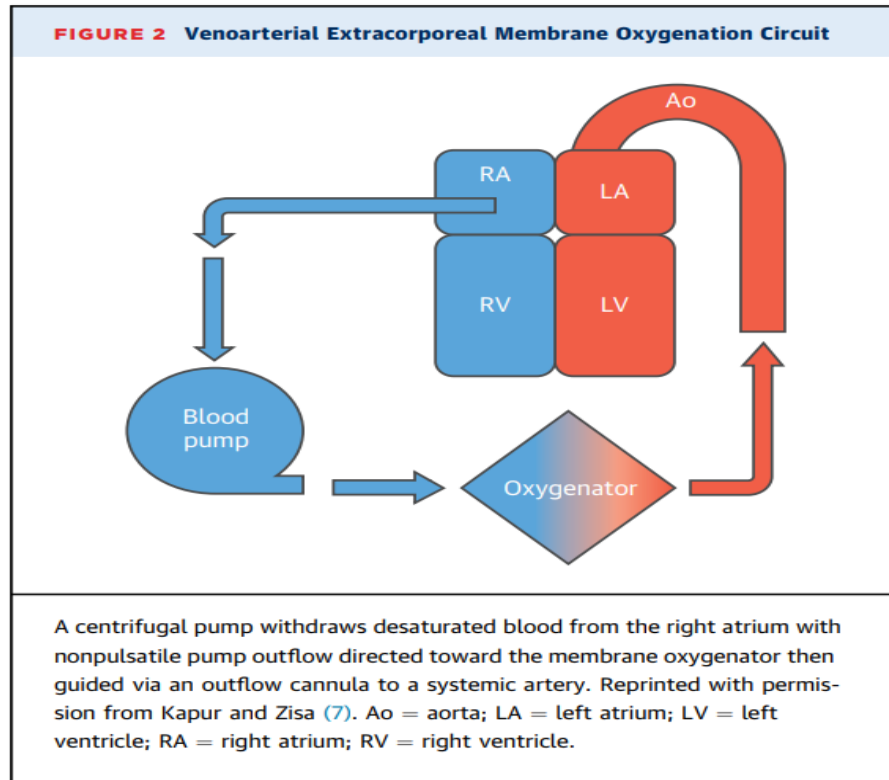 FIGURE 2 Venoarterial Extracorporeal Membrane Oxygenation Circuit
Ao
RA
LA
RV
LV
Blood
pump
Oxygenator
A centrifugal pump withdraws desaturated blood from the right atrium with
nonpulsatile pump outflow directed toward the membrane oxygenator then
guided via an outflow cannula to a systemic artery. Reprinted with permis-
sion from Kapur and Zisa (7). Ao = aorta; LA = left atrium; LV = left
ventricle; RA = right atrium; RV = right ventricle.